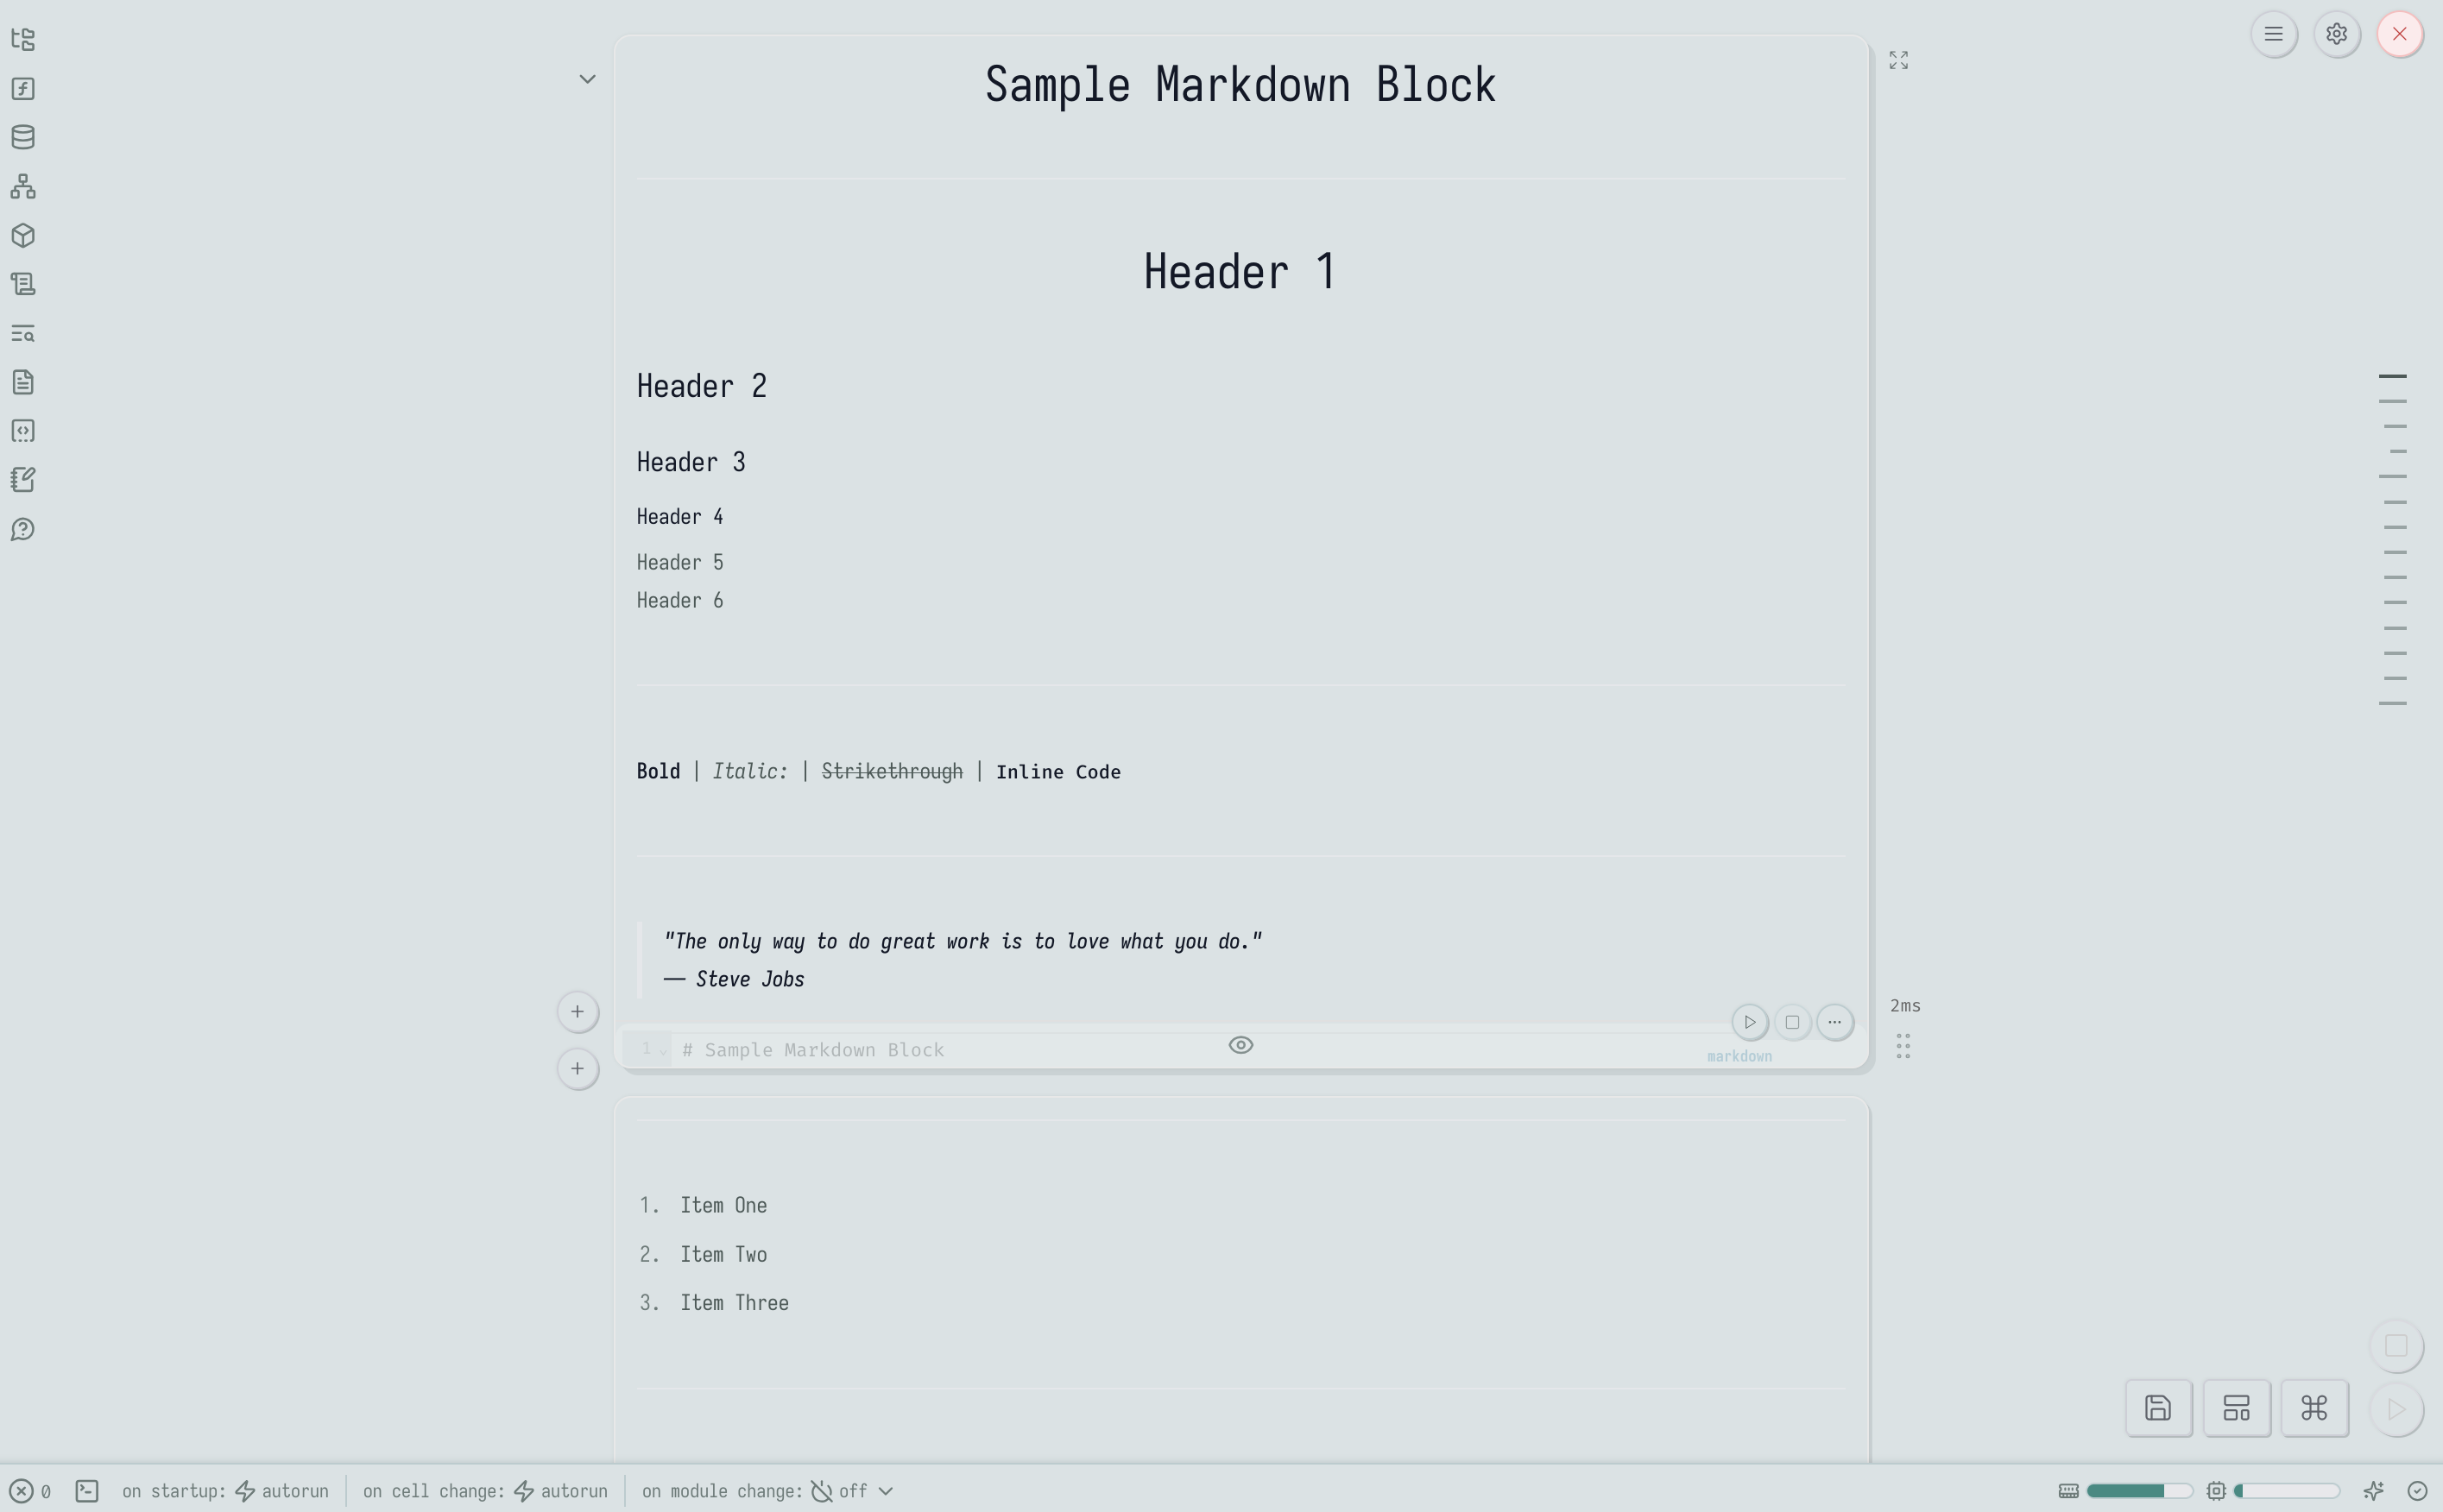 Sample Markdown Block
Header 1
Header 2
Header 3
Header 4
Header 5
Header 6
Bold | Italic: | Strikethrough | Inline Code
"The only way to do great work is to love what you do."
— Steve Jobs
2ms
1 # Sample Markdown Block
markdown
1. Item One
2. Item Two
3. Item Three
0 on startup: autorun on cell change: autorun on module change: off